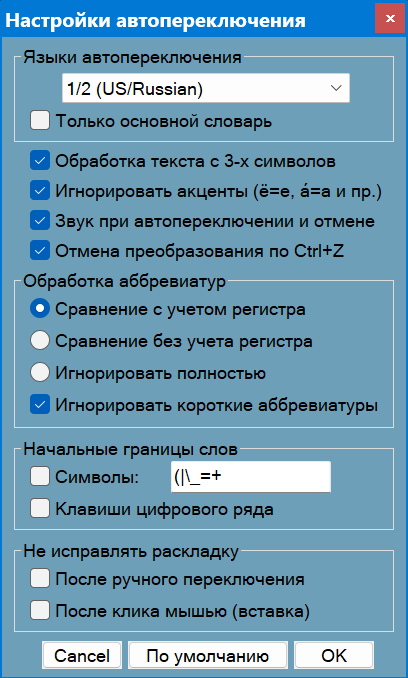 Настройки автопереключения
Языки автопереключения
1/2 (US/Russian)
Только основной словарь
Обработка текста с 3-х символов
Игнорировать акценты (ё=е, á=a и пр.)
Звук при автопереключении и отмене
Отмена преобразования по Ctrl+Z
Обработка аббревиатур
Сравнение с учетом регистра
Сравнение без учета регистра
Игнорировать полностью
Игнорировать короткие аббревиатуры
Начальные границы слов
Символы: (|\_=+
Клавиши цифрового ряда
Не исправлять раскладку
После ручного переключения
После клика мышью (вставка)
Cancel По умолчанию OK